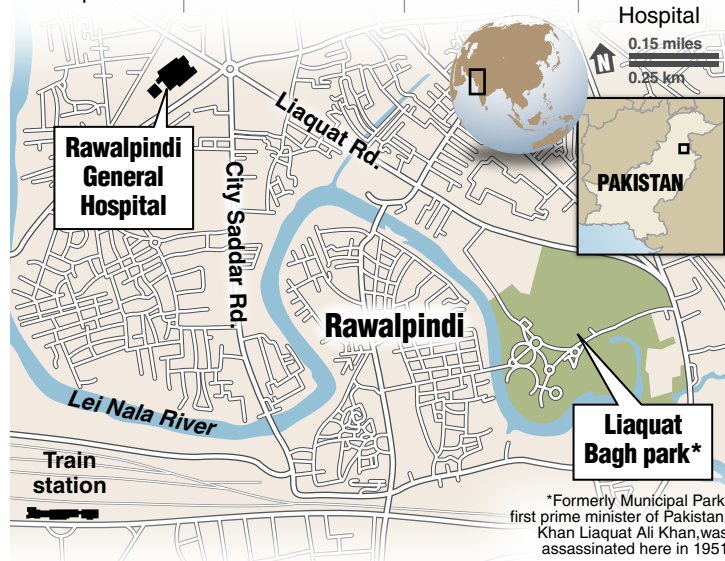 Hospital
N
0.15 miles
0.25 km
Rawalpindi
General
Hospital
Liaquat Rd.
City Saddar Rd.
PAKISTAN
Rawalpindi
Lei Nala River
Liaquat
Bagh park*
Train
station
*Formerly Municipal Park
first prime minister of Pakistan
Khan Liaquat Ali Khan,was
assassinated here in 1951